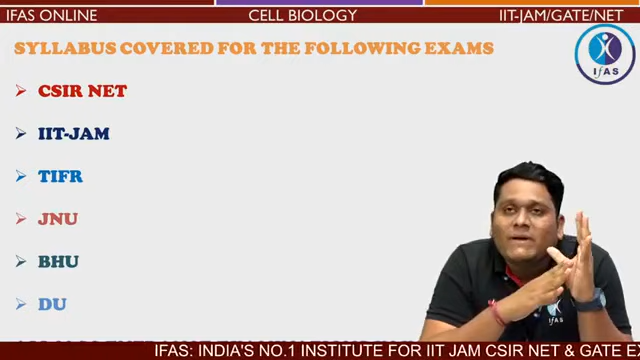 IFAS ONLINE
CELL BIOLOGY
IIT-JAM/GATE/NET
SYLLABUS COVERED FOR THE FOLLOWING EXAMS
IFAS
CSIR NET
IIT-JAM
TIFR
JNU
BHU
DU
IFAS
IFAS: INDIA'S NO.1 INSTITUTE FOR IIT JAM CSIR NET & GATE E